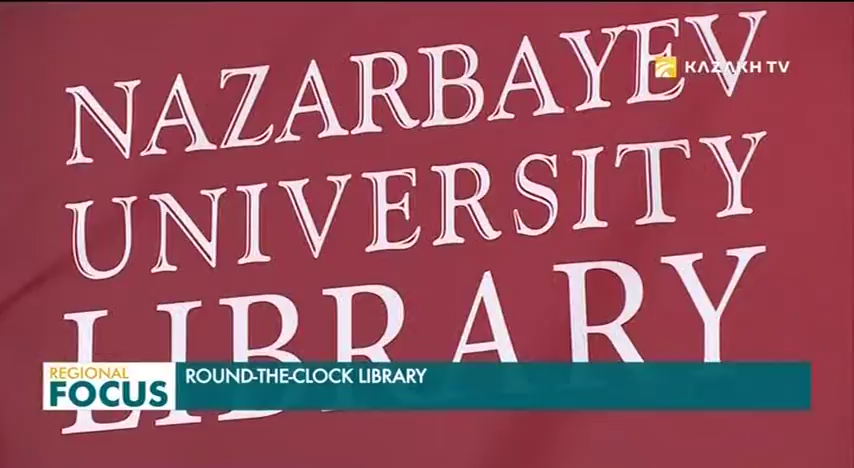 KAZAKH TV
NAZARBAYEV
UNIVERSITY
LIBRARY
REGIONAL
FOCUS
ROUND-THE-CLOCK LIBRARY